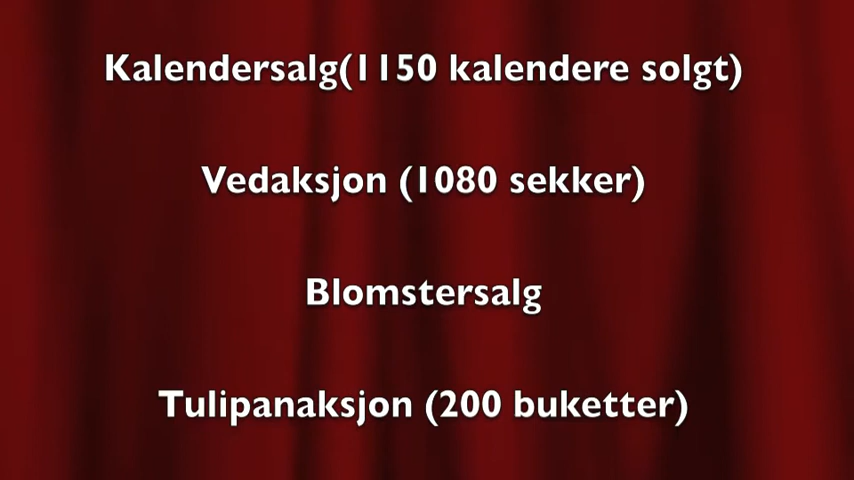 Kalendersalg(1150 kalendere solgt)
Vedaksjon (1080 sekker)
Blomstersalg
Tulipanaksjon (200 buketter)